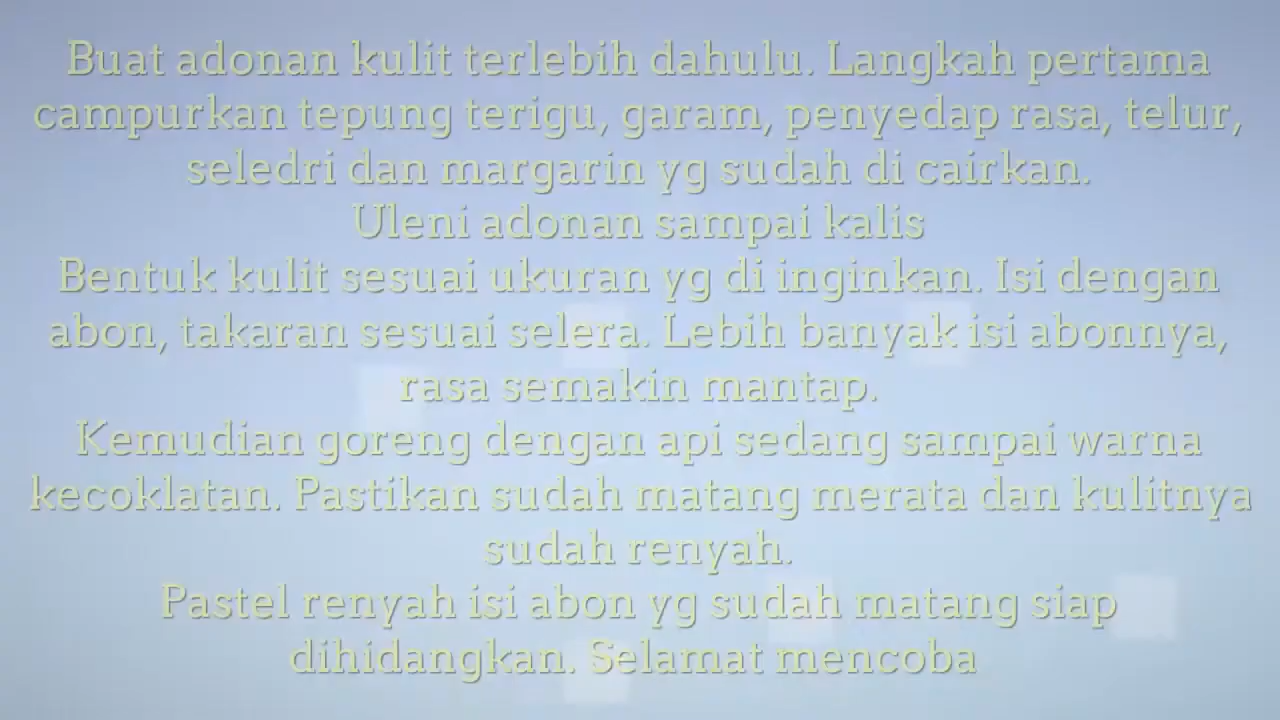 Buat adonan kulit terlebih dahulu. Langkah pertama
campurkan tepung terigu, garam, penyedap rasa, telur,
seledri dan margarin yg sudah di cairkan.
Uleni adonan sampai kalis
Bentuk kulit sesuai ukuran yg di inginkan. Isi dengan
abon, takaran sesuai selera. Lebih banyak isi abonnya,
rasa semakin mantap.
Kemudian goreng dengan api sedang sampai warna
kecoklatan. Pastikan sudah matang merata dan kulitnya
sudah renyah.
Pastel renyah isi abon yg sudah matang siap
dihidangkan. Selamat mencoba